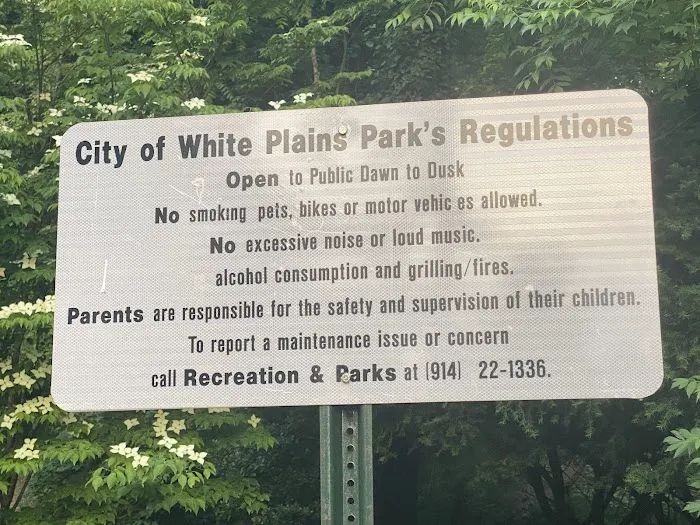 City of White Plains Park's Regulations
Open to Public Dawn to Dusk
No smoking pets, bikes or motor vehic es allowed.
No excessive noise or loud music.
alcohol consumption and grilling/fires.
Parents are responsible for the safety and supervision of their children.
To report a maintenance issue or concern
call Recreation & Parks at (914) 22-1336.